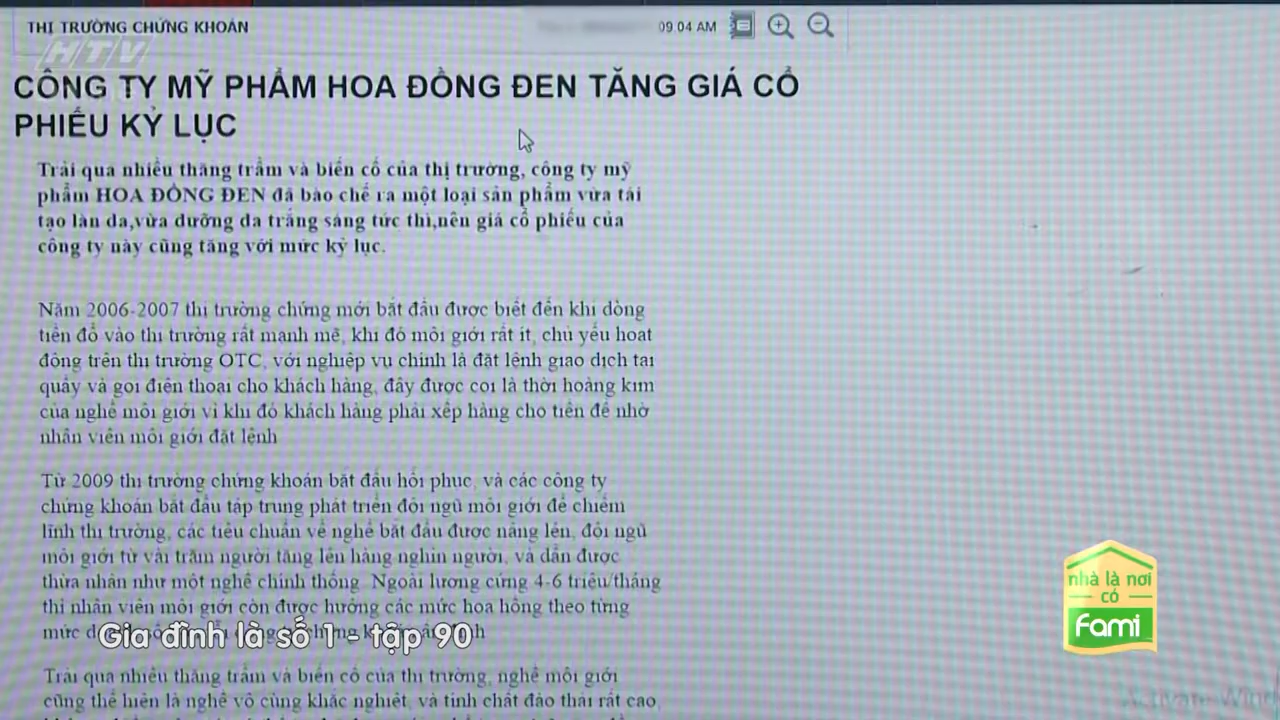 THỊ TRƯỜNG CHỨNG KHOÁN
09 04 AM
HTV
CÔNG TY MỸ PHẨM HOA ĐỒNG ĐEN TĂNG GIÁ CỔ
PHIẾU KỶ LỤC
Trải qua nhiều thăng trầm và biến cố của thị trường, công ty mỹ
phẩm HOA ĐỒNG ĐEN đã bào chế ra một loại sản phẩm vừa tái
tạo làn da,vừa dưỡng da trắng sáng tức thì,nên giá cổ phiếu của
công ty này cũng tăng với mức kỷ lục.
Năm 2006-2007 thị trường chứng mới bắt đầu được biết đến khi dòng
tiền đổ vào thị trường rất mạnh mẽ, khi đó môi giới rất ít, chủ yếu hoạt
động trên thị trường OTC, với nghiệp vụ chính là đặt lệnh giao dịch tại
quầy và gọi điện thoại cho khách hàng, đây được coi là thời hoàng kim
của nghề môi giới vì khi đó khách hàng phải xếp hàng cho tiền để nhờ
nhân viên môi giới đặt lệnh
Từ 2009 thị trường chứng khoán bắt đầu hồi phục, và các công ty
chứng khoán bắt đầu tập trung phát triển đội ngũ môi giới để chiếm
lĩnh thị trường, các tiêu chuẩn về nghề bắt đầu được nâng lên, đội ngũ
môi giới từ vài trăm người tăng lên hàng nghìn người, và dần được
thừa nhận như một nghề chính thống Ngoài lương cứng 4-6 triệu/tháng
thì nhân viên môi giới còn được hưởng các mức hoa hồng theo từng
mức
Gia đình là số 1 - tập 90
Trải qua nhiều thăng trầm và biến cố của thị trường, nghề môi giới
cũng thể hiện là nghề vô cùng khắc nghiệt, và tính chất đào thải rất cao,
nhà là nơi
có
Fami